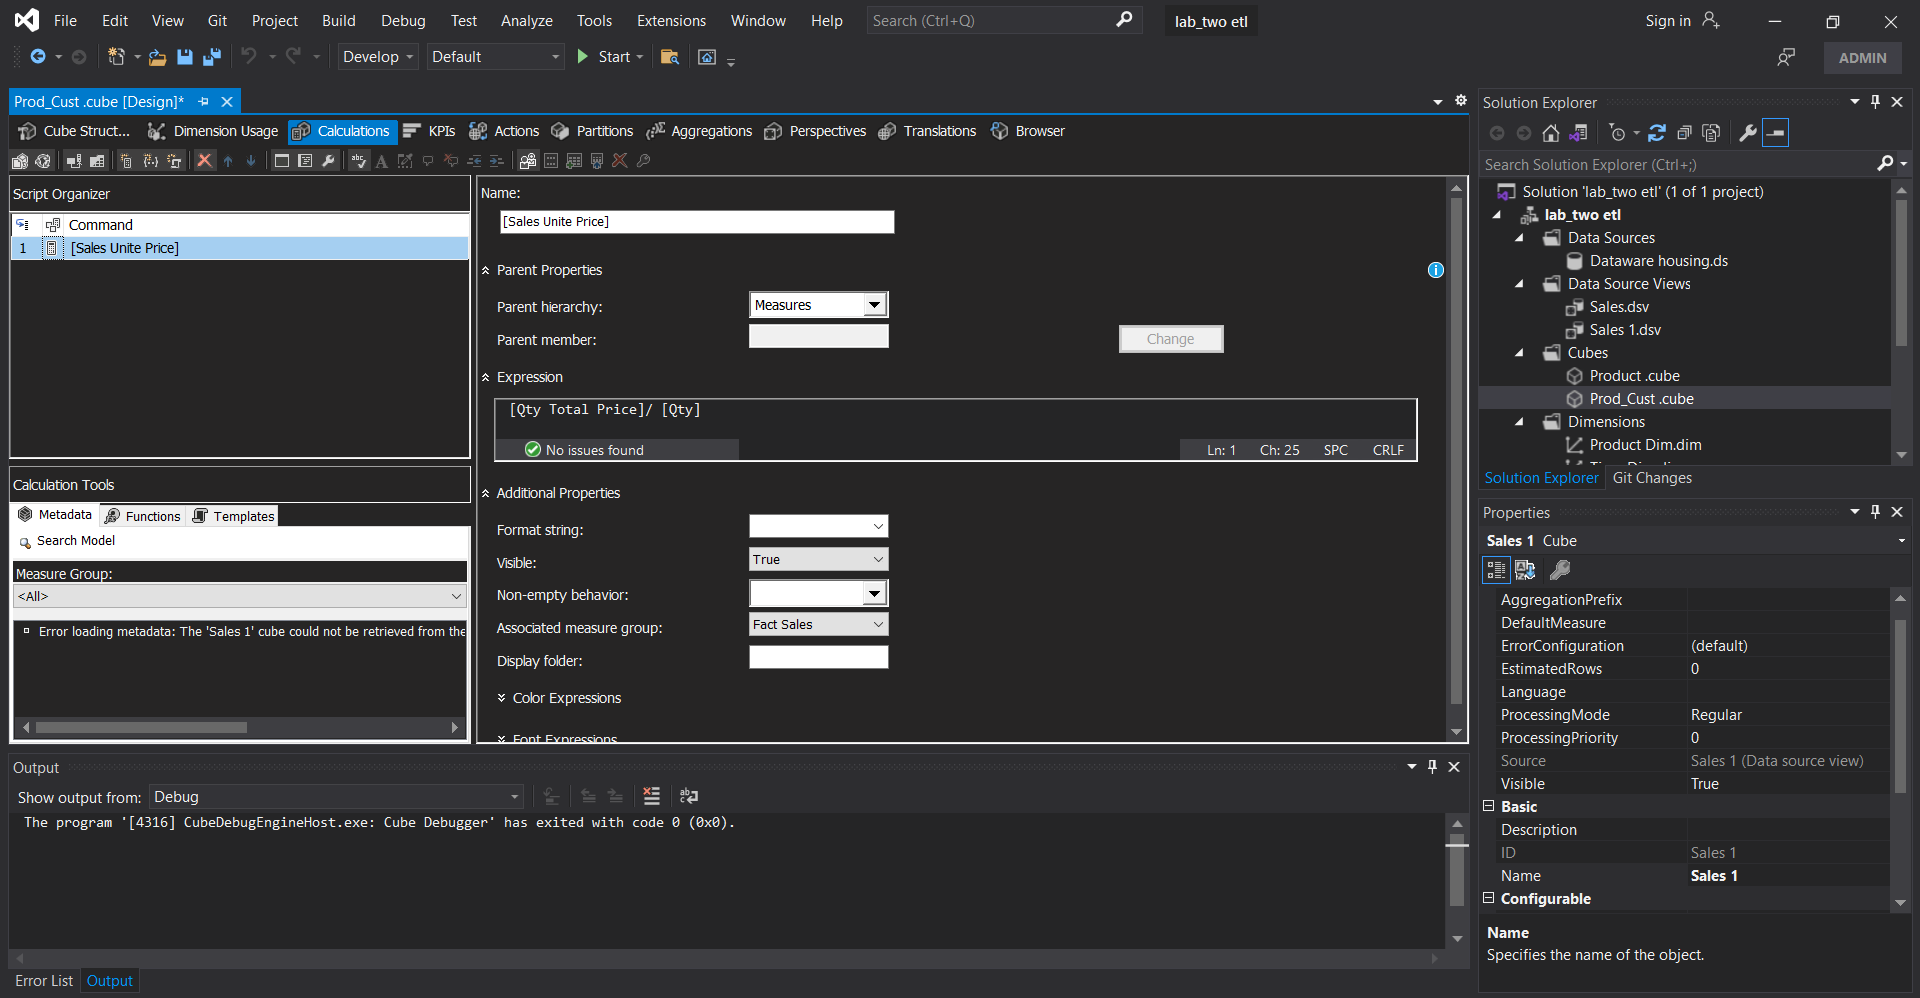 File Edit View Git Project Build Debug Test Analyze Tools Extensions Window Help Search (Ctrl+Q) lab_two etl Sign in
Develop Default Start ADMIN
Prod_Cust .cube [Design]*
Cube Struct... Dimension Usage Calculations KPIs Actions Partitions Aggregations Perspectives Translations Browser
Script Organizer
Command
1 [Sales Unite Price]
Calculation Tools
Metadata Functions Templates
Search Model
Measure Group:
<All>
Error loading metadata: The 'Sales 1' cube could not be retrieved from the
Name:
[Sales Unite Price]
Parent Properties
Parent hierarchy: Measures
Parent member: Change
Expression
[Qty Total Price]/ [Qty]
No issues found Ln: 1 Ch: 25 SPC CRLF
Additional Properties
Format string:
Visible: True
Non-empty behavior:
Associated measure group: Fact Sales
Display folder:
Color Expressions
Font Expressions
Output
Show output from: Debug
The program '[4316] CubeDebugEngineHost.exe: Cube Debugger' has exited with code 0 (0x0).
Error List Output
Solution Explorer
Search Solution Explorer (Ctrl+;)
Solution 'lab_two etl' (1 of 1 project)
lab_two etl
Data Sources
Dataware housing.ds
Data Source Views
Sales.dsv
Sales 1.dsv
Cubes
Product .cube
Prod_Cust .cube
Dimensions
Product Dim.dim
Solution Explorer Git Changes
Properties
Sales 1 Cube
AggregationPrefix
DefaultMeasure
ErrorConfiguration (default)
EstimatedRows 0
Language
ProcessingMode Regular
ProcessingPriority 0
Source Sales 1 (Data source view)
Visible True
Basic
Description
ID Sales 1
Name Sales 1
Configurable
Name
Specifies the name of the object.